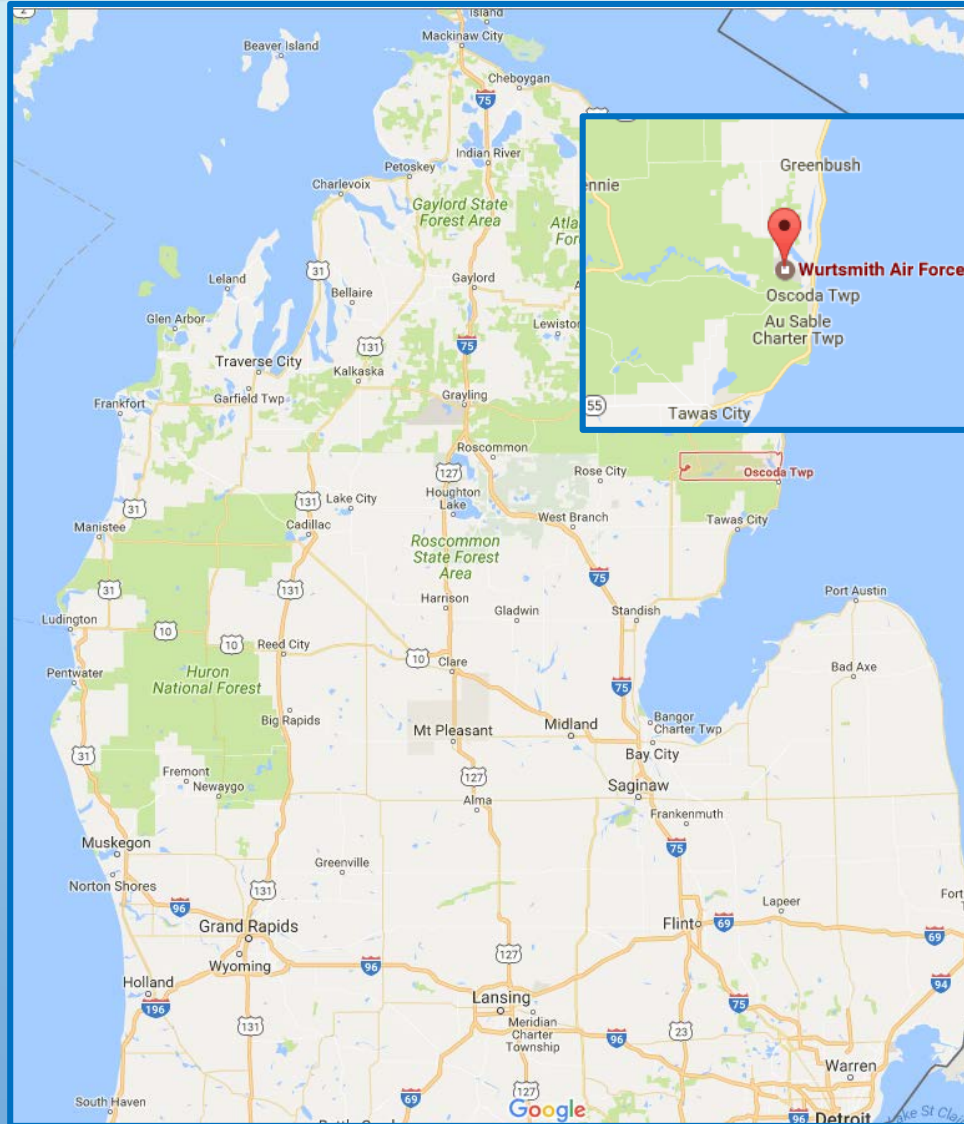 2
Island
Mackinaw City
Beaver Island
Cheboygan
75
Indian River
Petoskey
Charlevoix
Gaylord State
Forest Area
31
Leland
Bellaire
Gaylord
Glen Arbor
131
75
Lewiston
Traverse City
Kalkaska
Garfield Twp
Grayling
Frankfort
Greenbush
Wurtsmith Air Force
Oscoda Twp
Au Sable
Charter Twp
55
Tawas City
Roscommon
127
Rose City
Oscoda Twp
131
Lake City
Houghton
Lake
31
Cadillac
West Branch
Tawas City
Manistee
Roscommon
State Forest
Area
75
31
131
Harrison
Gladwin
Standish
Port Austin
Ludington
10
10
Reed City
10
Clare
Bad Axe
Pentwater
Huron
National Forest
75
Big Rapids
Mt Pleasant
Midland
Bangor
Charter Twp
Bay City
31
Fremont
Newaygo
127
Alma
Saginaw
Frankenmuth
Muskegon
75
Greenville
Norton Shores
131
96
Lapeer
Grand Rapids
Flint
69
69
Wyoming
96
127
Holland
94
196
Lansing
75
131
Meridian
Charter
Township
23
96
Warren
South Haven
69
127
Google
96
Detroit